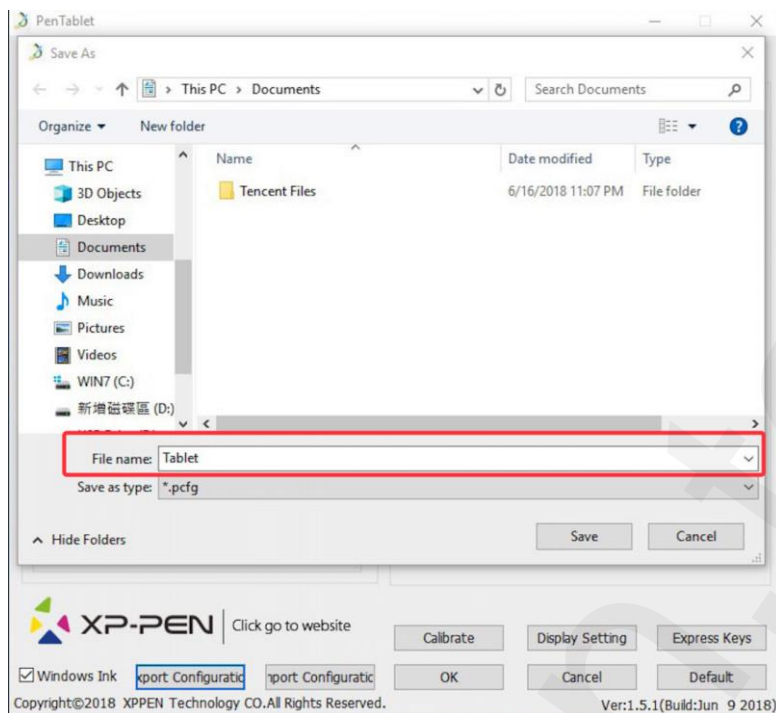 PenTablet
Save As
This PC > Documents
Search Documents
Organize
New folder
Name
Date modified
Type
This PC
3D Objects
Desktop
Documents
Downloads
Music
Pictures
Videos
WIN7 (C:)
新增磁碟區 (D:)
Tencent Files 6/16/2018 11:07 PM File folder
File name: Tablet
Save as type: *.pcfg
Hide Folders
Save
Cancel
XP-PEN
Click go to website
Calibrate
Display Setting
Express Keys
Windows Ink
xport Configuratic
nport Configuratic
OK
Cancel
Default
Copyright©2018 XPPEN Technology CO.All Rights Reserved.
Ver:1.5.1(Build:Jun 9 2018)